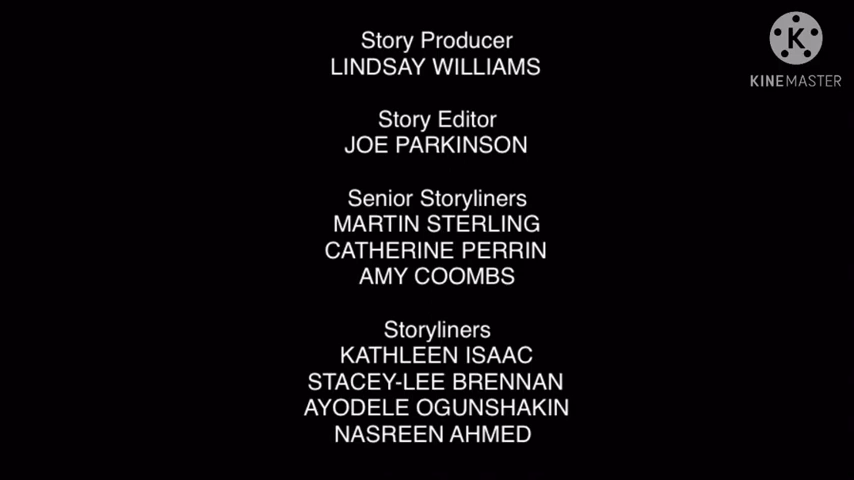 Story Producer
LINDSAY WILLIAMS
Story Editor
JOE PARKINSON
Senior Storyliners
MARTIN STERLING
CATHERINE PERRIN
AMY COOMBS
Storyliners
KATHLEEN ISAAC
STACEY-LEE BRENNAN
AYODELE OGUNSHAKIN
NASREEN AHMED
K
KINEMASTER